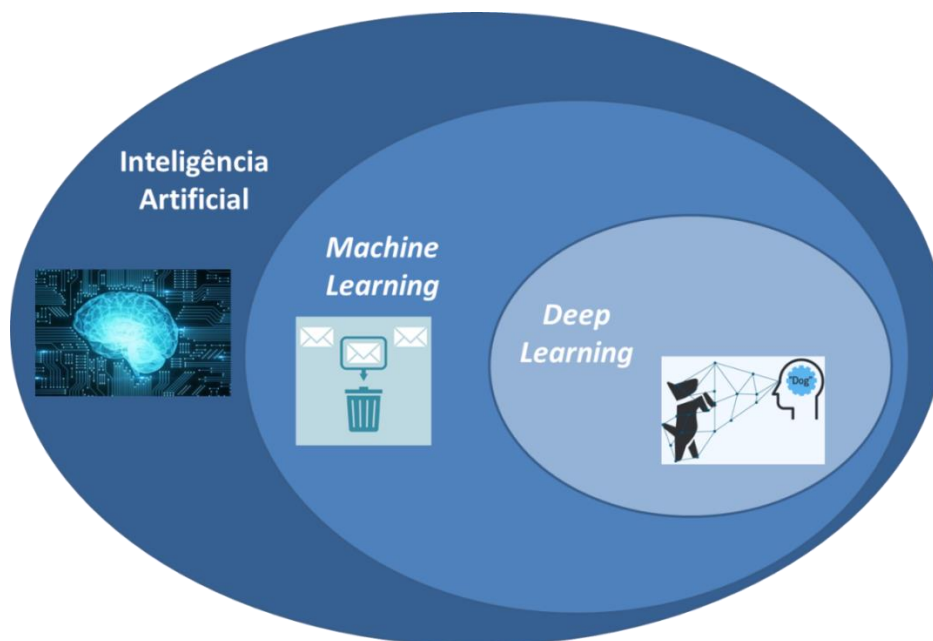 Inteligência
Artificial
Machine
Learning
Deep
Learning
"Dog"